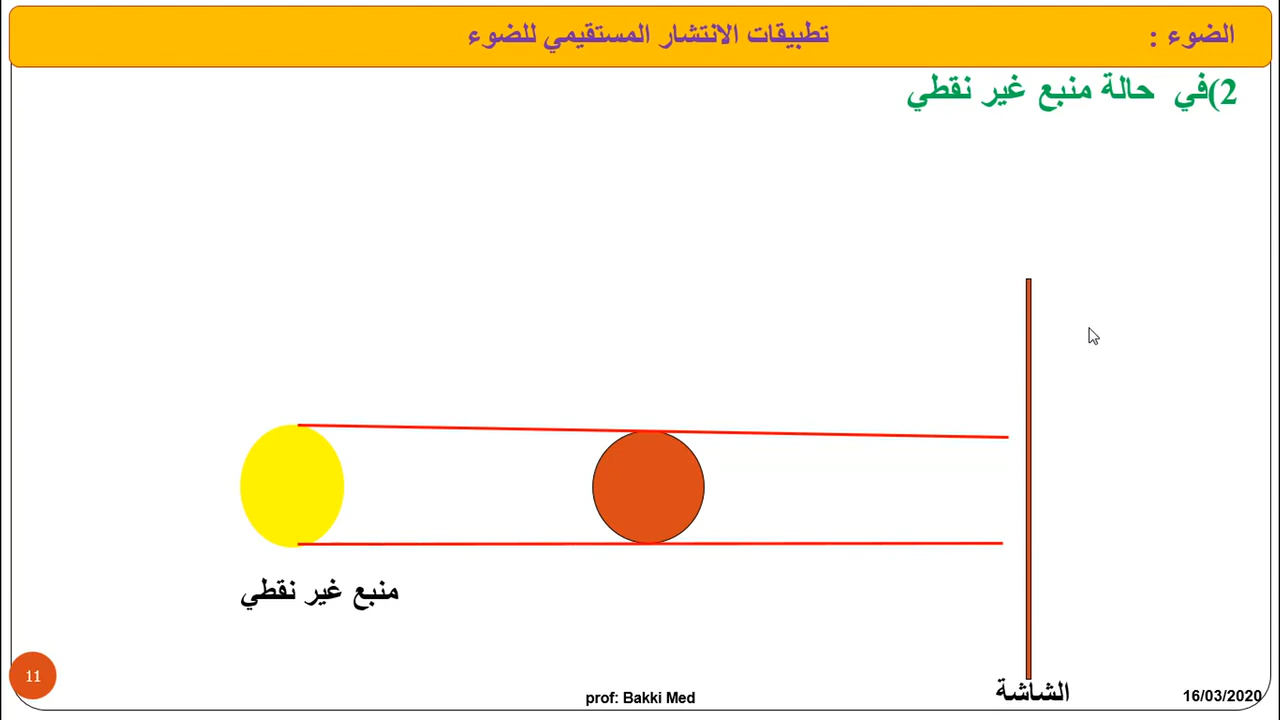 الضوء : تطبيقات الانتشار المستقيمي للضوء
2)في حالة منبع غير نقطي
منبع غير نقطي
الشاشة
11
prof: Bakki Med
16/03/2020